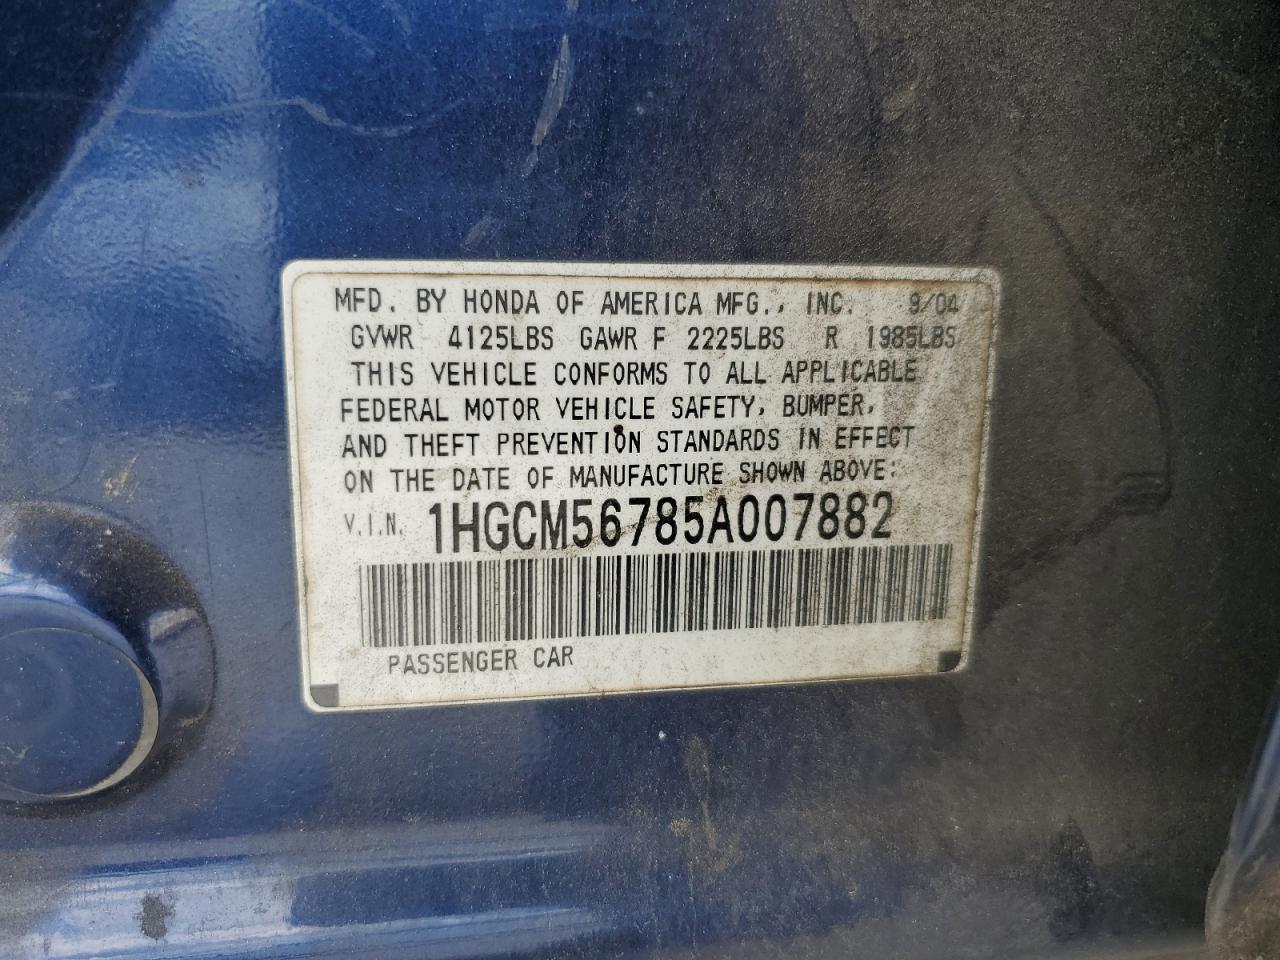 MFD. BY HONDA OF AMERICA MFG., INC. 9/04
GVWR 4125LBS GAWR F 2225LBS R 1985LBS
THIS VEHICLE CONFORMS TO ALL APPLICABLE
FEDERAL MOTOR VEHICLE SAFETY, BUMPER,
AND THEFT PREVENTION STANDARDS IN EFFECT
ON THE DATE OF MANUFACTURE SHOWN ABOVE:
V.I.N. 1HGCM56785A007882
PASSENGER CAR